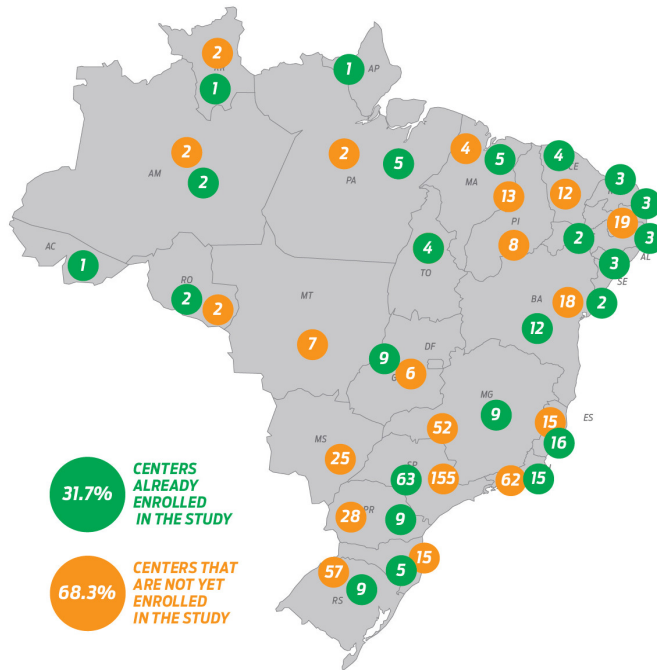 2
1
1
AP
2
AM
2
2
PA
5
4
MA
5
4
CE
12
3
3
13
PI
19
3
AL
2
8
3
SE
AC
1
4
TO
RO
2
2
MT
7
BA
18
2
12
DF
9
6
MG
9
52
ES
15
16
MS
25
SP
63
155
62
15
28
PR
9
57
RS
9
5
15
31.7%
CENTERS
ALREADY
ENROLLED
IN THE STUDY
68.3%
CENTERS THAT
ARE NOT YET
ENROLLED
IN THE STUDY